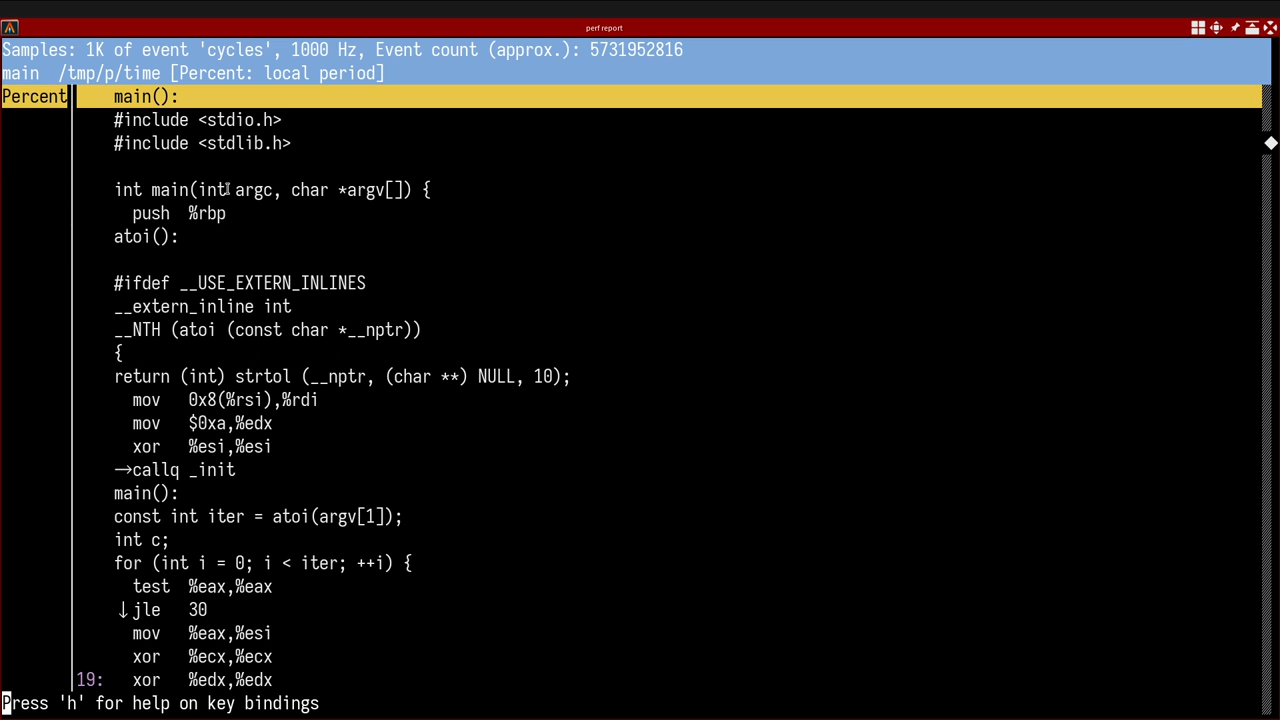 perf report
Samples: 1K of event 'cycles', 1000 Hz, Event count (approx.): 5731952816
main  /tmp/p/time [Percent: local period]
Percent    main():
#include <stdio.h>
#include <stdlib.h>
int main(int argc, char *argv[]) {
push  %rbp
atoi():
#ifdef __USE_EXTERN_INLINES
__extern_inline int
__NTH (atoi (const char *__nptr))
{
return (int) strtol (__nptr, (char **) NULL, 10);
mov   0x8(%rsi),%rdi
mov   $0xa,%edx
xor   %esi,%esi
→callq _init
main():
const int iter = atoi(argv[1]);
int c;
for (int i = 0; i < iter; ++i) {
test  %eax,%eax
↓jle   30
mov   %eax,%esi
xor   %ecx,%ecx
19:   xor   %edx,%edx
Press 'h' for help on key bindings